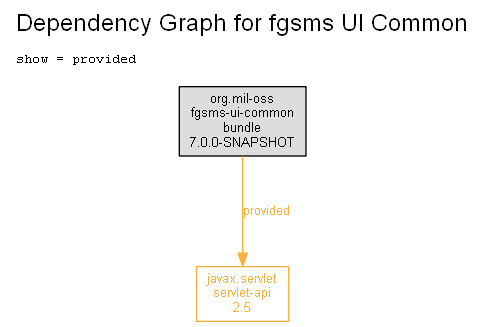 Dependency Graph for fgsms UI Common
show = provided
org.mil-oss
fgsms-ui-common
bundle
7.0.0-SNAPSHOT
provided
javax.servlet
servlet-api
2.5